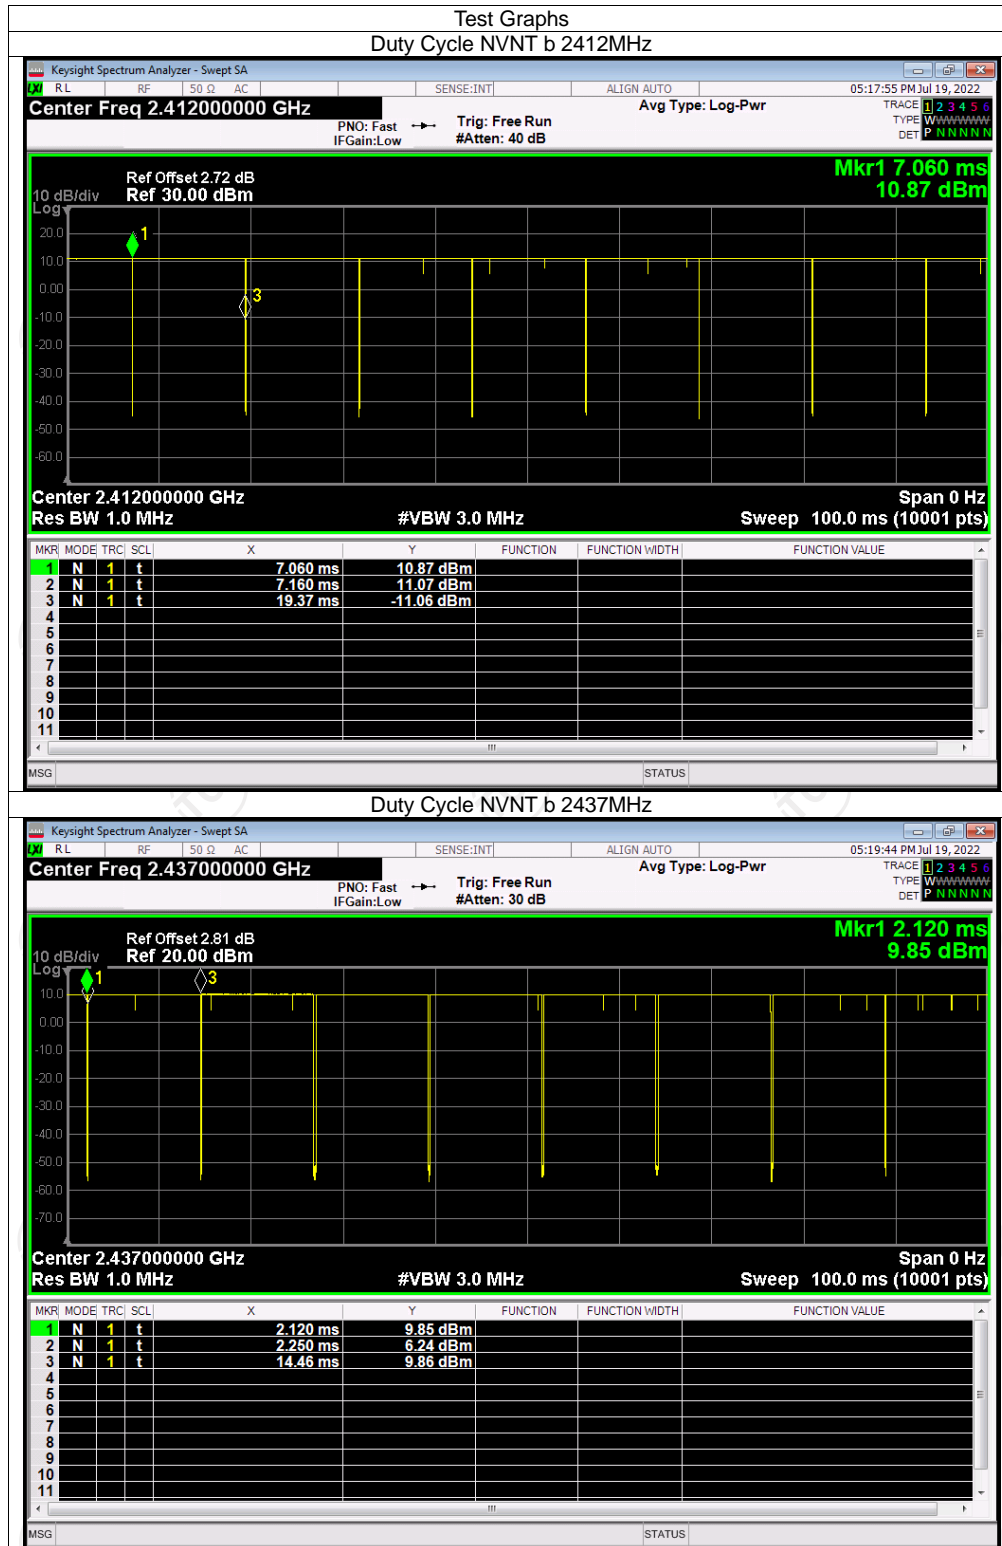 Test Graphs
Duty Cycle NVNT b 2412MHz
Keysight Spectrum Analyzer - Swept SA
LXI RL RF 50 Ω AC SENSE:INT ALIGN AUTO 05:17:55 PM Jul 19, 2022
Center Freq 2.412000000 GHz Avg Type: Log-Pwr TRACE 1 2 3 4 5 6
PNO: Fast Trig: Free Run TYPE WWWWWW
IFGain:Low #Atten: 40 dB DET P N N N N N
Mkr1 7.060 ms
Ref Offset 2.72 dB
10 dB/div Ref 30.00 dBm 10.87 dBm
Log
20.0
1
10.0
0.00
3
-10.0
-20.0
-30.0
-40.0
-50.0
-60.0
Center 2.412000000 GHz Span 0 Hz
Res BW 1.0 MHz #VBW 3.0 MHz Sweep 100.0 ms (10001 pts)
MKR MODE TRC SCL X Y FUNCTION FUNCTION WIDTH FUNCTION VALUE
1 N 1 t 7.060 ms 10.87 dBm
2 N 1 t 7.160 ms 11.07 dBm
3 N 1 t 19.37 ms -11.06 dBm
4
5
6
7
8
9
10
11
MSG STATUS
Duty Cycle NVNT b 2437MHz
Keysight Spectrum Analyzer - Swept SA
LXI RL RF 50 Ω AC SENSE:INT ALIGN AUTO 05:19:44 PM Jul 19, 2022
Center Freq 2.437000000 GHz Avg Type: Log-Pwr TRACE 1 2 3 4 5 6
PNO: Fast Trig: Free Run TYPE WWWWWW
IFGain:Low #Atten: 30 dB DET P N N N N N
Mkr1 2.120 ms
Ref Offset 2.81 dB
10 dB/div Ref 20.00 dBm 9.85 dBm
Log
1 3
10.0
0.00
-10.0
-20.0
-30.0
-40.0
-50.0
-60.0
-70.0
Center 2.437000000 GHz Span 0 Hz
Res BW 1.0 MHz #VBW 3.0 MHz Sweep 100.0 ms (10001 pts)
MKR MODE TRC SCL X Y FUNCTION FUNCTION WIDTH FUNCTION VALUE
1 N 1 t 2.120 ms 9.85 dBm
2 N 1 t 2.250 ms 6.24 dBm
3 N 1 t 14.46 ms 9.86 dBm
4
5
6
7
8
9
10
11
MSG STATUS